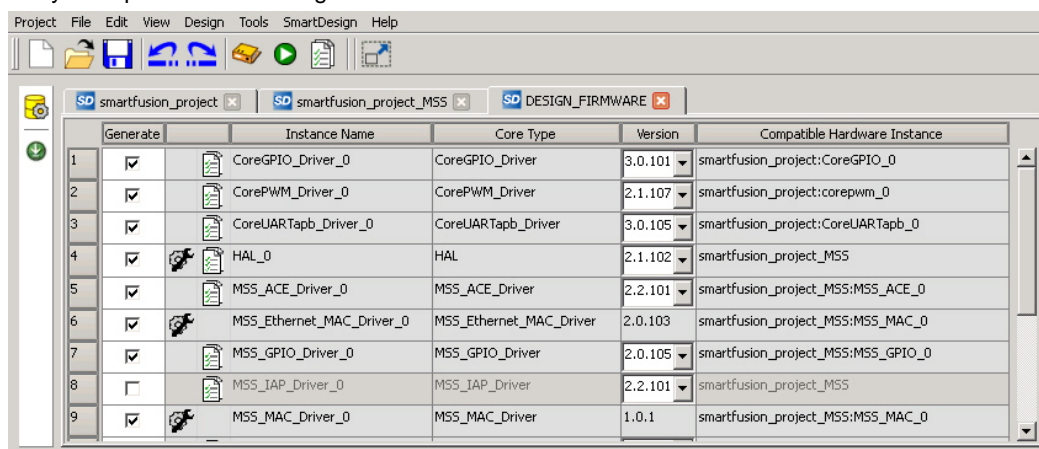 Project File Edit View Design Tools SmartDesign Help
SD smartfusion_project SD smartfusion_project_MSS SD DESIGN_FIRMWARE
Generate Instance Name Core Type Version Compatible Hardware Instance
1 CoreGPIO_Driver_0 CoreGPIO_Driver 3.0.101 smartfusion_project:CoreGPIO_0
2 CorePWM_Driver_0 CorePWM_Driver 2.1.107 smartfusion_project:corepwm_0
3 CoreUARTapb_Driver_0 CoreUARTapb_Driver 3.0.105 smartfusion_project:CoreUARTapb_0
4 HAL_0 HAL 2.1.102 smartfusion_project_MSS
5 MSS_ACE_Driver_0 MSS_ACE_Driver 2.2.101 smartfusion_project_MSS:MSS_ACE_0
6 MSS_Ethernet_MAC_Driver_0 MSS_Ethernet_MAC_Driver 2.0.103 smartfusion_project_MSS:MSS_MAC_0
7 MSS_GPIO_Driver_0 MSS_GPIO_Driver 2.0.105 smartfusion_project_MSS:MSS_GPIO_0
8 MSS_IAP_Driver_0 MSS_IAP_Driver 2.2.101 smartfusion_project_MSS
9 MSS_MAC_Driver_0 MSS_MAC_Driver 1.0.1 smartfusion_project_MSS:MSS_MAC_0